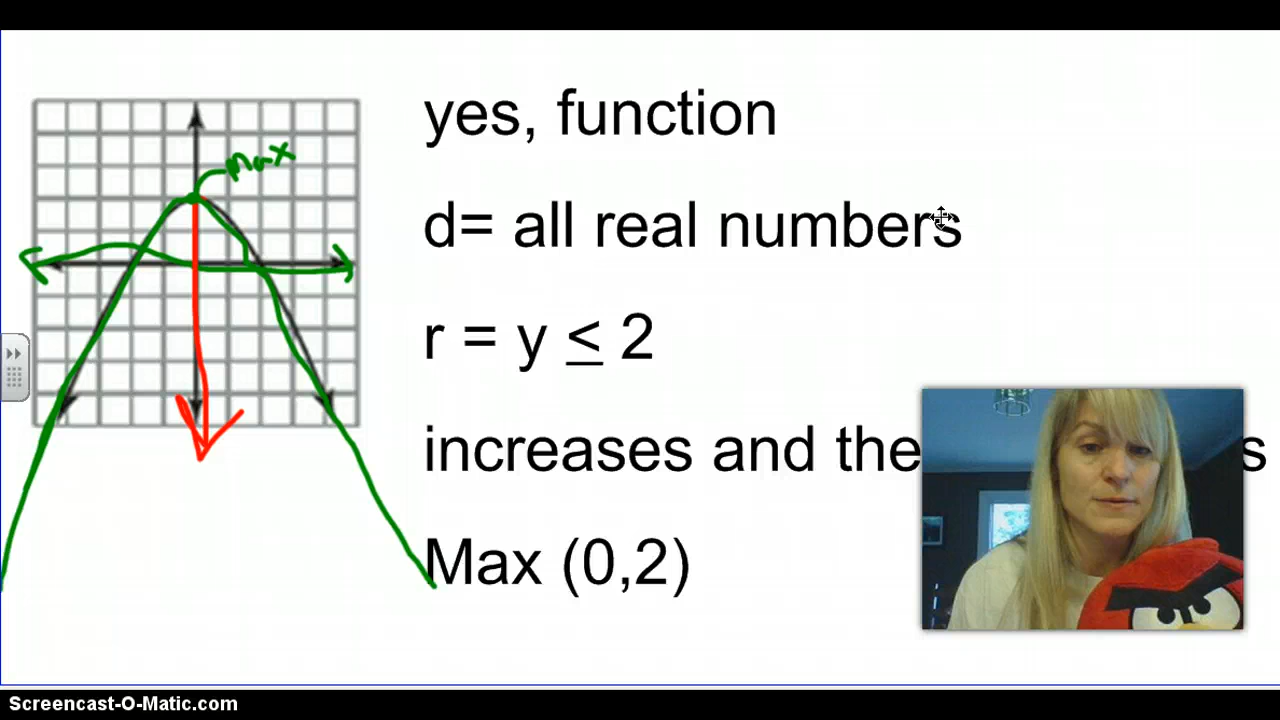 Max
yes, function
d= all real numbers
r = y ≤ 2
increases and the
Max (0,2)
Screencast-O-Matic.com